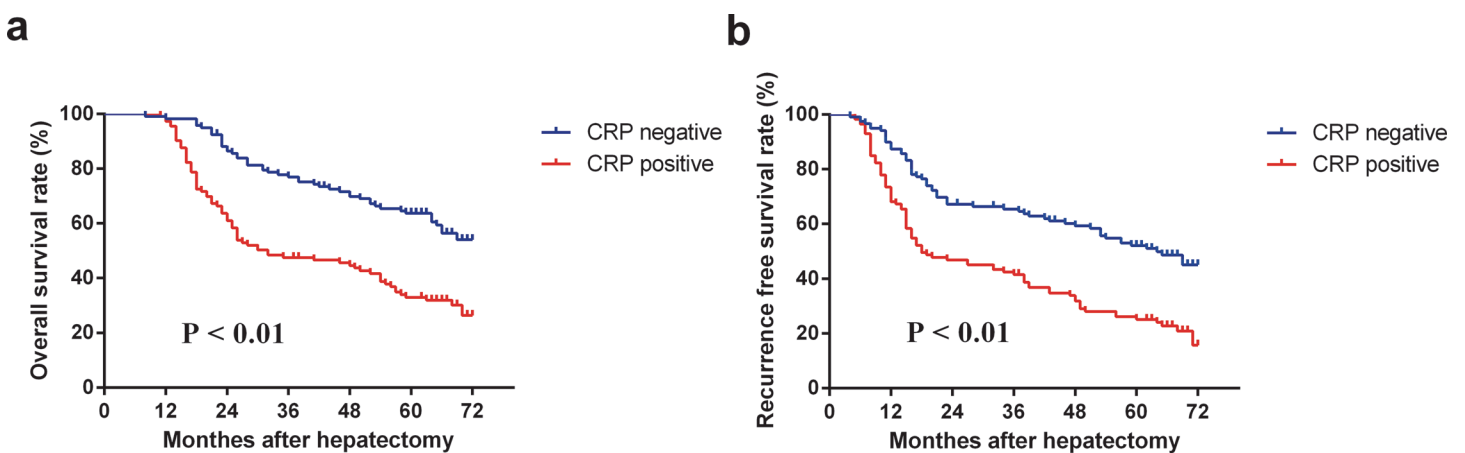 a
Overall survival rate (%)
100
80
60
40
20
0
0 12 24 36 48 60 72
Monthes after hepatectomy
P < 0.01
CRP negative
CRP positive
b
Recurrence free survival rate (%)
100
80
60
40
20
0
0 12 24 36 48 60 72
Monthes after hepatectomy
P < 0.01
CRP negative
CRP positive